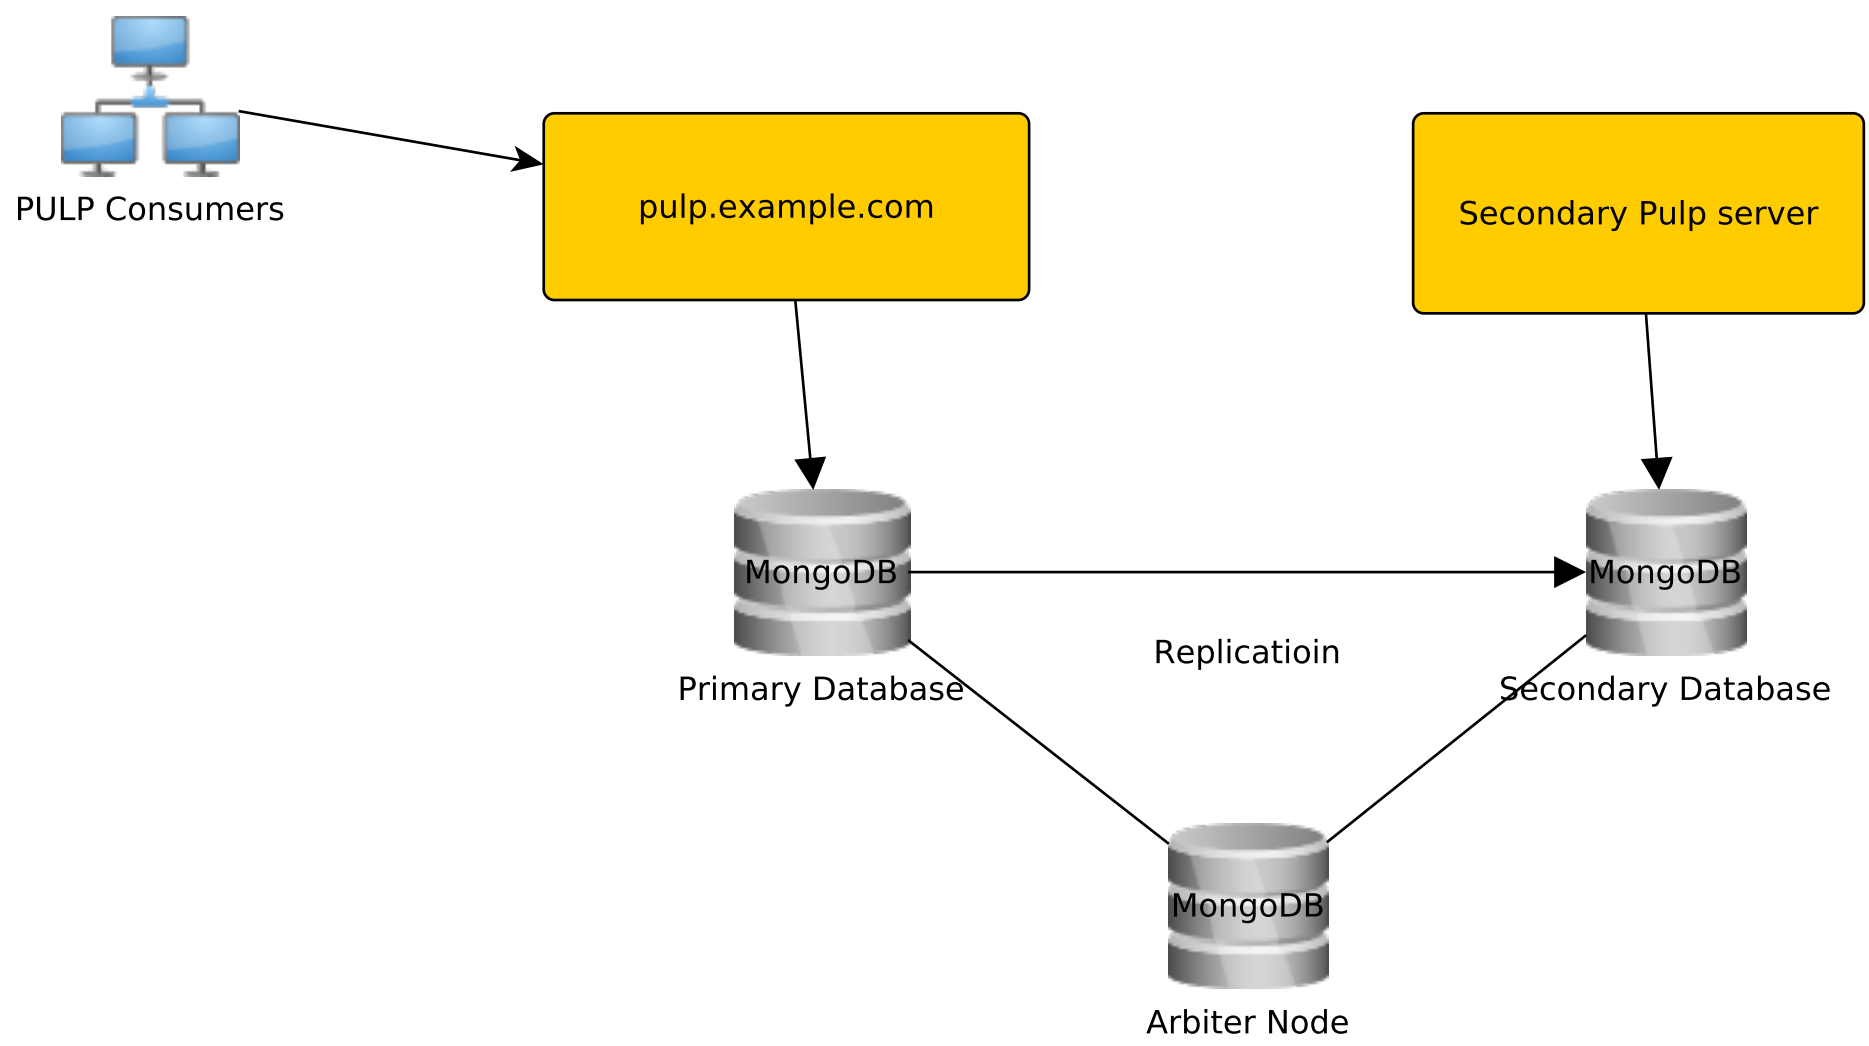 PULP Consumers
pulp.example.com
Secondary Pulp server
MongoDB
MongoDB
Replicatioin
Primary Database
Secondary Database
MongoDB
Arbiter Node